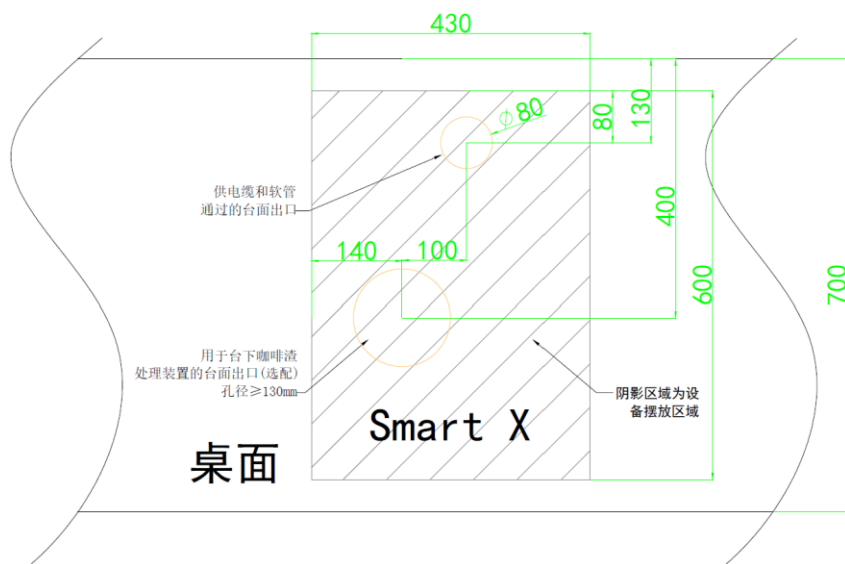 430
Ø 80
80
130
供电缆和软管
通过的台面出口
400
140
100
600
700
用于台下咖啡渣
处理装置的台面出口(选配)
孔径≥130mm
阴影区域为设
备摆放区域
Smart X
桌面